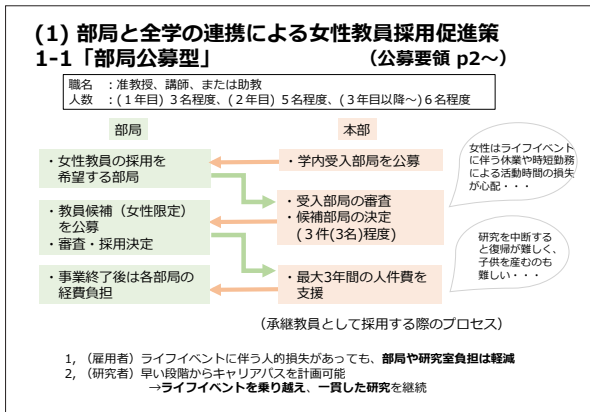 (1) 部局と全学の連携による女性教員採用促進策
1-1「部局公募型」 (公募要領 p2～)
職名 ：准教授、講師、または助教
人数 ：(１年目) ３名程度、(２年目) ５名程度、(３年目以降～)６名程度
部局
本部
・女性教員の採用を
希望する部局
・学内受入部局を公募
・受入部局の審査
・候補部局の決定
(３件(3名)程度)
・教員候補（女性限定）
を公募
・審査・採用決定
・最大3年間の人件費を
支援
・事業終了後は各部局の
経費負担
女性はライフイベント
に伴う休業や時短勤務
による活動時間の損失
が心配・・・
研究を中断する
と復帰が難しく、
子供を産むのも
難しい・・・
（承継教員として採用する際のプロセス）
1, （雇用者）ライフイベントに伴う人的損失があっても、部局や研究室負担は軽減
2, （研究者）早い段階からキャリアパスを計画可能
→ライフイベントを乗り越え、一貫した研究を継続